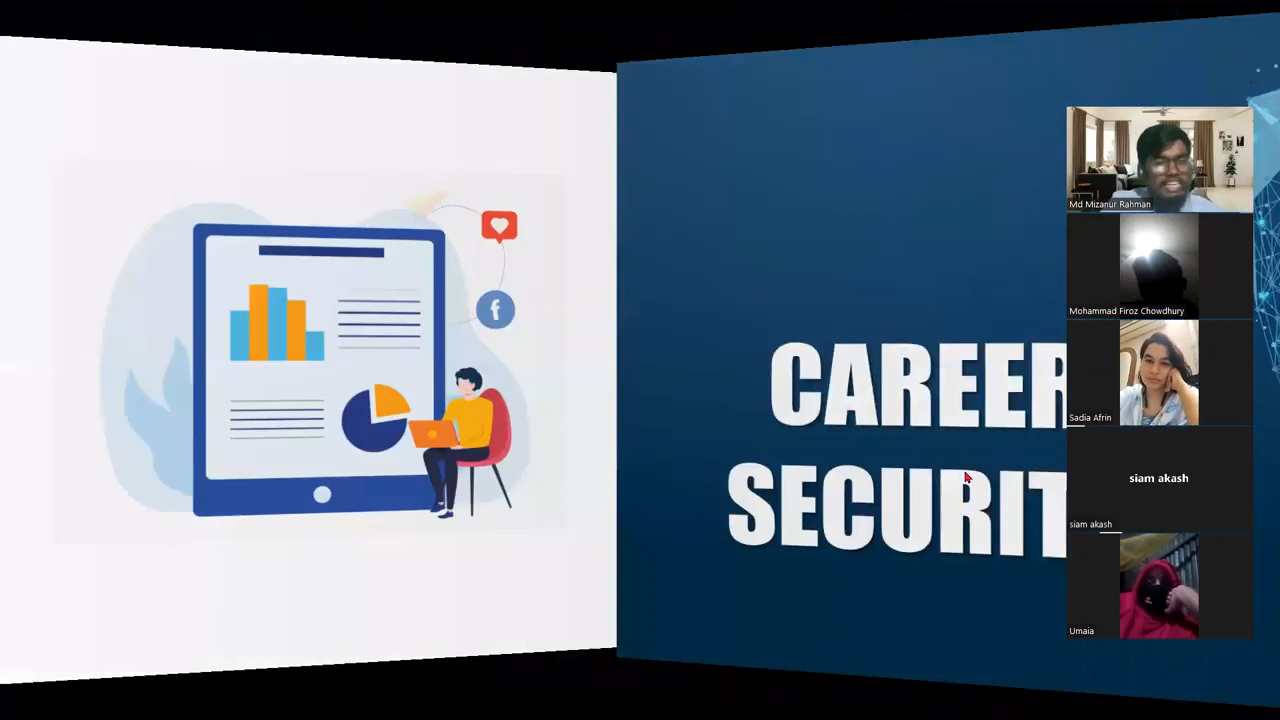 CAREER
SECURIT
Md Mizanur Rahman
Mohammad Firoz Chowdhury
Sadia Afrin
siam akash
siam akash
Umaia
f